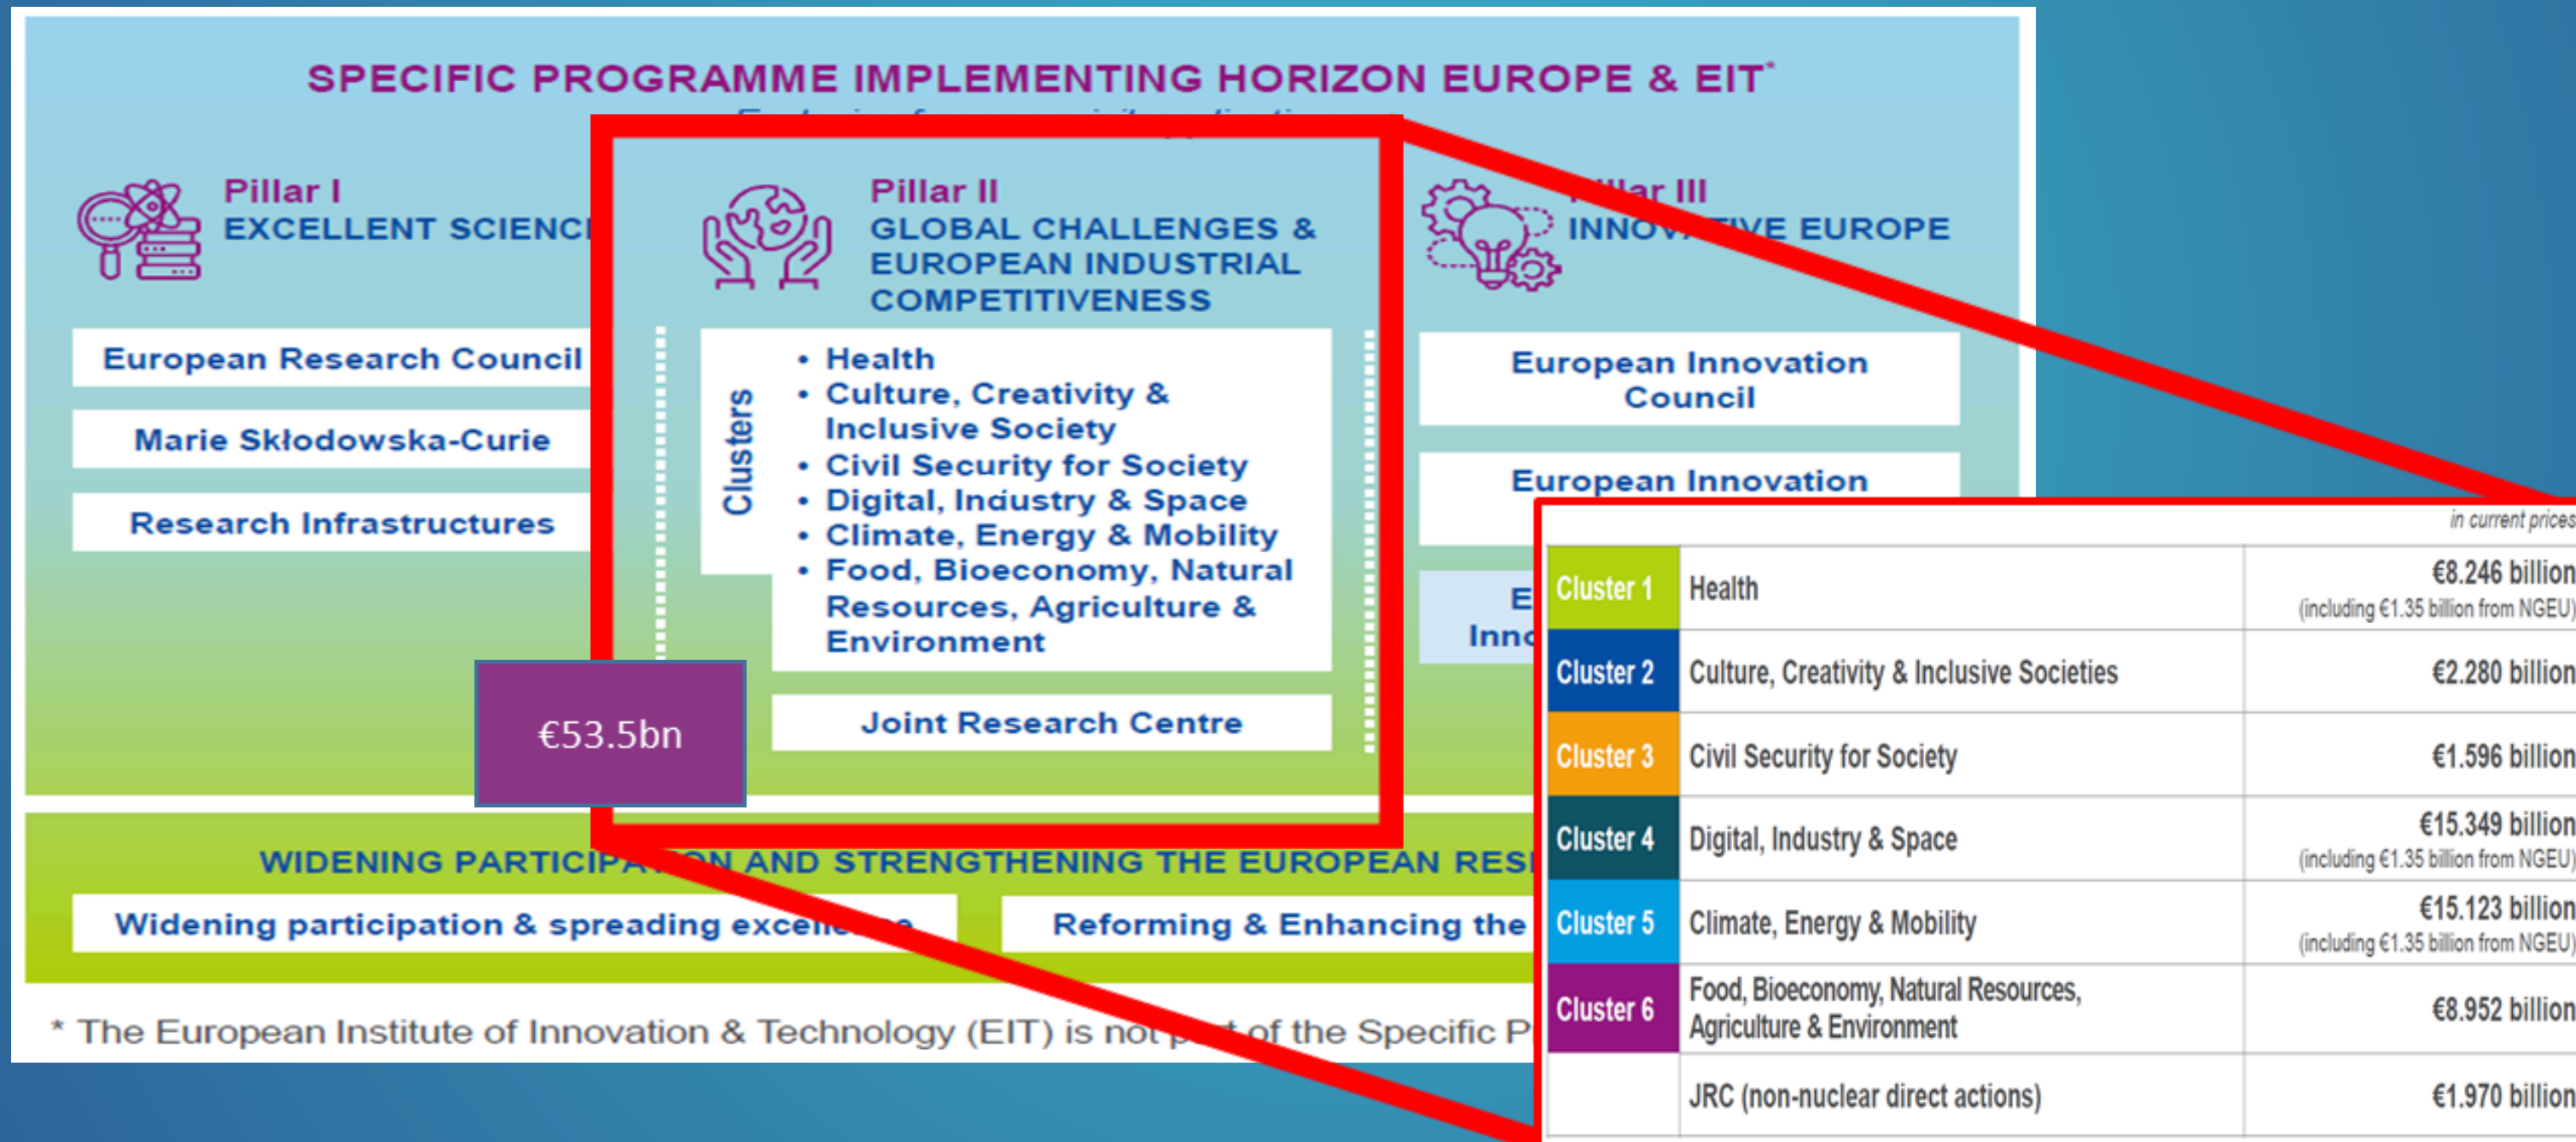 SPECIFIC PROGRAMME IMPLEMENTING HORIZON EUROPE & EIT*
Pillar I
EXCELLENT SCIENC
European Research Council
Marie Skłodowska-Curie
Research Infrastructures
Pillar II
GLOBAL CHALLENGES &
EUROPEAN INDUSTRIAL
COMPETITIVENESS
Clusters
• Health
• Culture, Creativity &
Inclusive Society
• Civil Security for Society
• Digital, Industry & Space
• Climate, Energy & Mobility
• Food, Bioeconomy, Natural
Resources, Agriculture &
Environment
Joint Research Centre
€53.5bn
III
EUROPE
European Innovation
Council
European Innovation
WIDENING AND STRENGTHENING THE EUROPEAN
Widening participation & spreading
Reforming & Enhancing the
* The European Institute of Innovation & Technology (EIT) is not of the Specific
in current prices
Cluster 1 Health €8.246 billion
(including €1.35 billion from NGEU)
Cluster 2 Culture, Creativity & Inclusive Societies €2.280 billion
Cluster 3 Civil Security for Society €1.596 billion
Cluster 4 Digital, Industry & Space €15.349 billion
(including €1.35 billion from NGEU)
Cluster 5 Climate, Energy & Mobility €15.123 billion
(including €1.35 billion from NGEU)
Cluster 6 Food, Bioeconomy, Natural Resources,
Agriculture & Environment €8.952 billion
JRC (non-nuclear direct actions) €1.970 billion